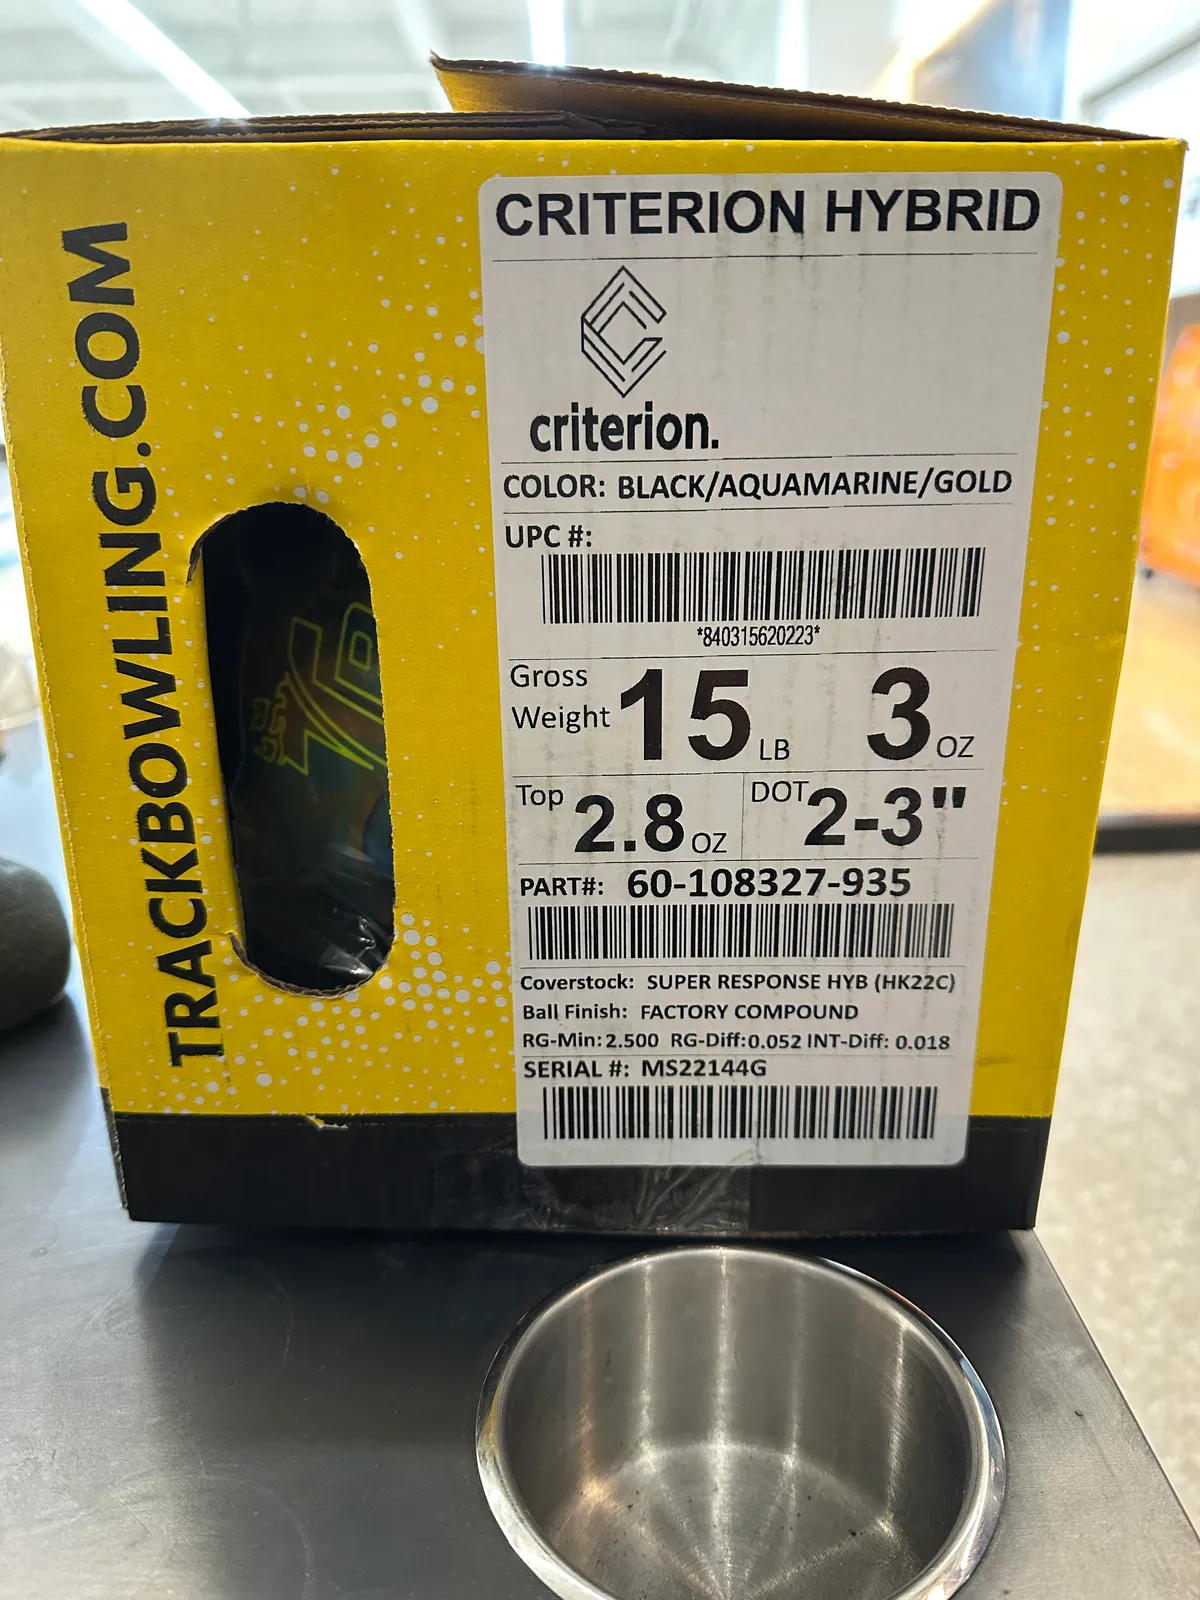 TRACKBOWLING.COM
CRITERION HYBRID
criterion.
COLOR: BLACK/AQUAMARINE/GOLD
UPC #:
*840315620223*
Gross Weight 15 LB 3 OZ
Top 2.8 OZ DOT 2-3"
PART#: 60-108327-935
Coverstock: SUPER RESPONSE HYB (HK22C)
Ball Finish: FACTORY COMPOUND
RG-Min: 2.500 RG-Diff: 0.052 INT-Diff: 0.018
SERIAL #: MS22144G